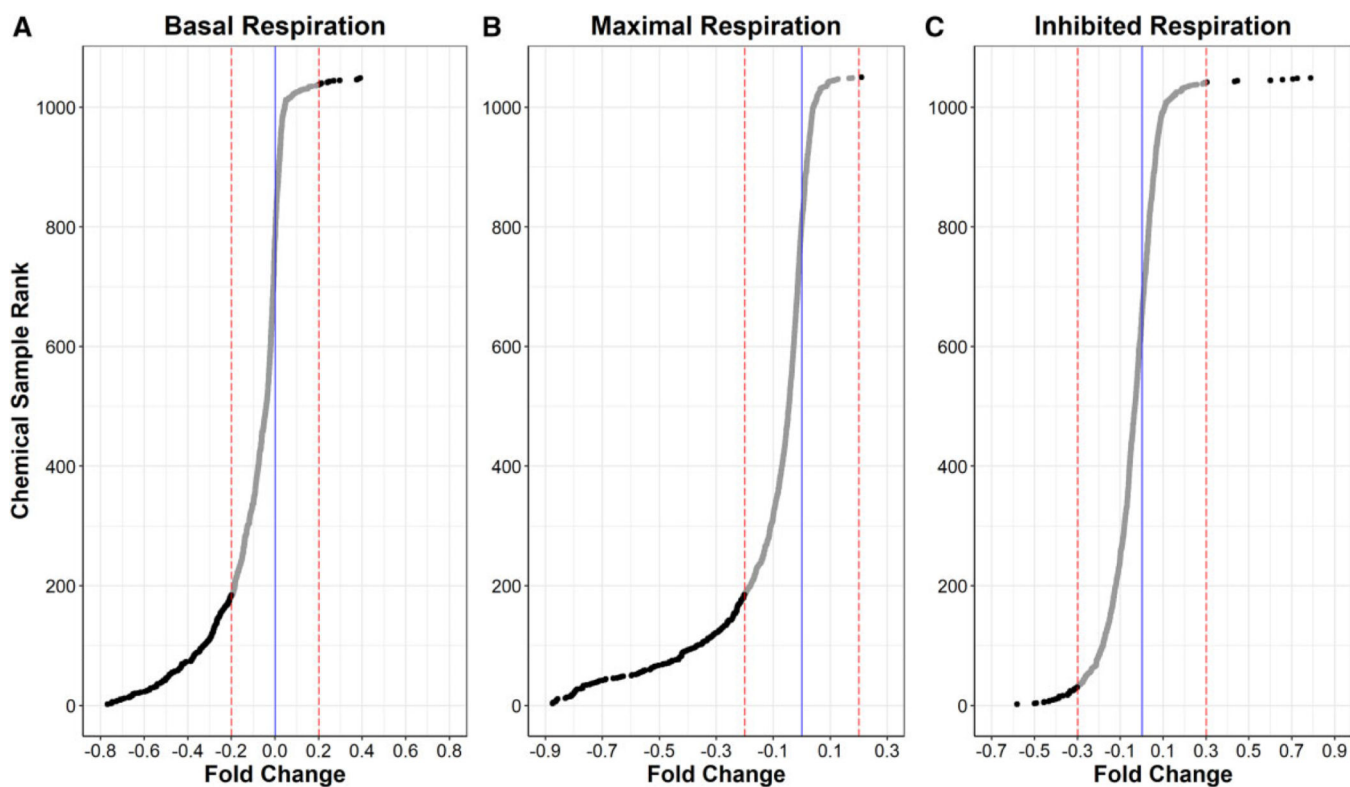 A Basal Respiration
B Maximal Respiration
C Inhibited Respiration
Chemical Sample Rank
1000
800
600
400
200
0
-0.8 -0.6 -0.4 -0.2 0.0 0.2 0.4 0.6 0.8
Fold Change
1000
800
600
400
200
0
-0.9 -0.7 -0.5 -0.3 -0.1 0.1 0.3
Fold Change
1000
800
600
400
200
0
-0.7 -0.5 -0.3 -0.1 0.1 0.3 0.5 0.7 0.9
Fold Change